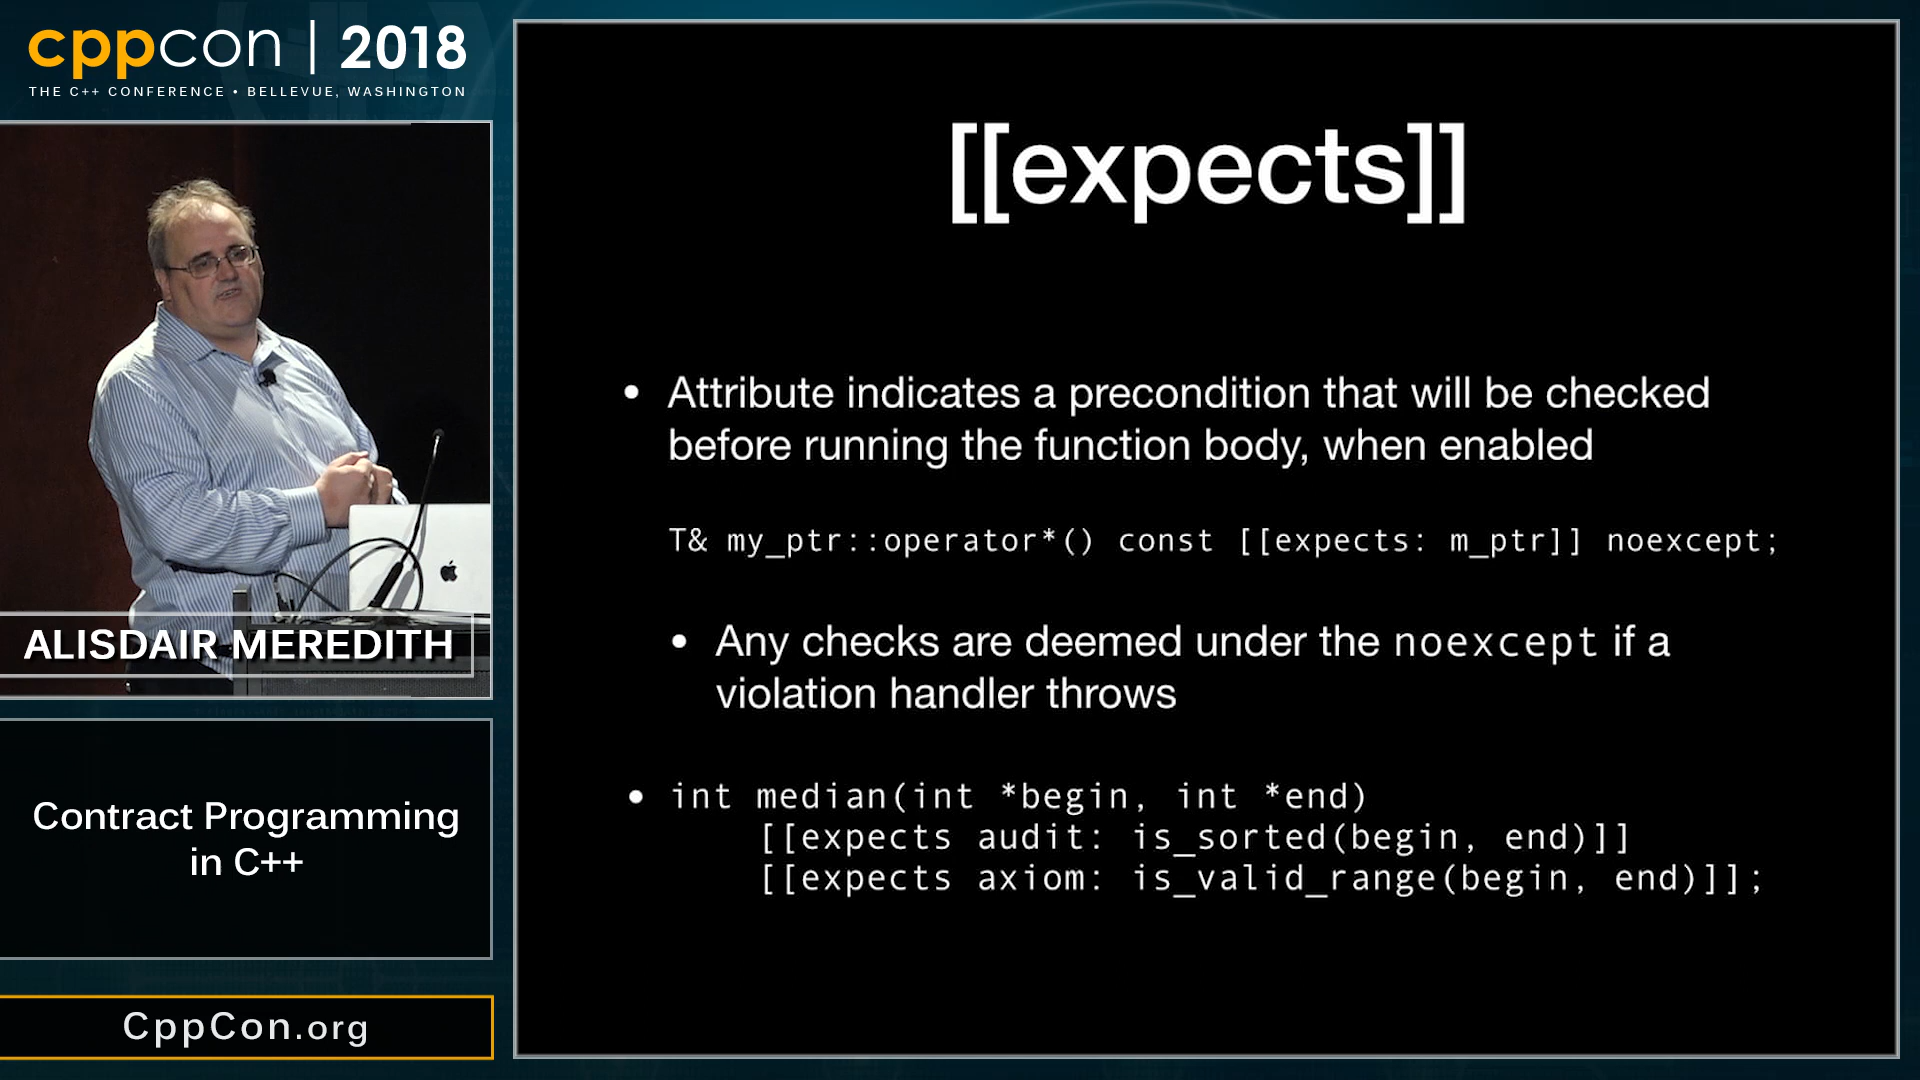 cppcon | 2018
THE C++ CONFERENCE • BELLEVUE, WASHINGTON
ALISDAIR MEREDITH
Contract Programming
in C++
CppCon.org
[[expects]]
• Attribute indicates a precondition that will be checked
before running the function body, when enabled
T& my_ptr::operator*() const [[expects: m_ptr]] noexcept;
• Any checks are deemed under the noexcept if a
violation handler throws
• int median(int *begin, int *end)
[[expects audit: is_sorted(begin, end)]]
[[expects axiom: is_valid_range(begin, end)]];